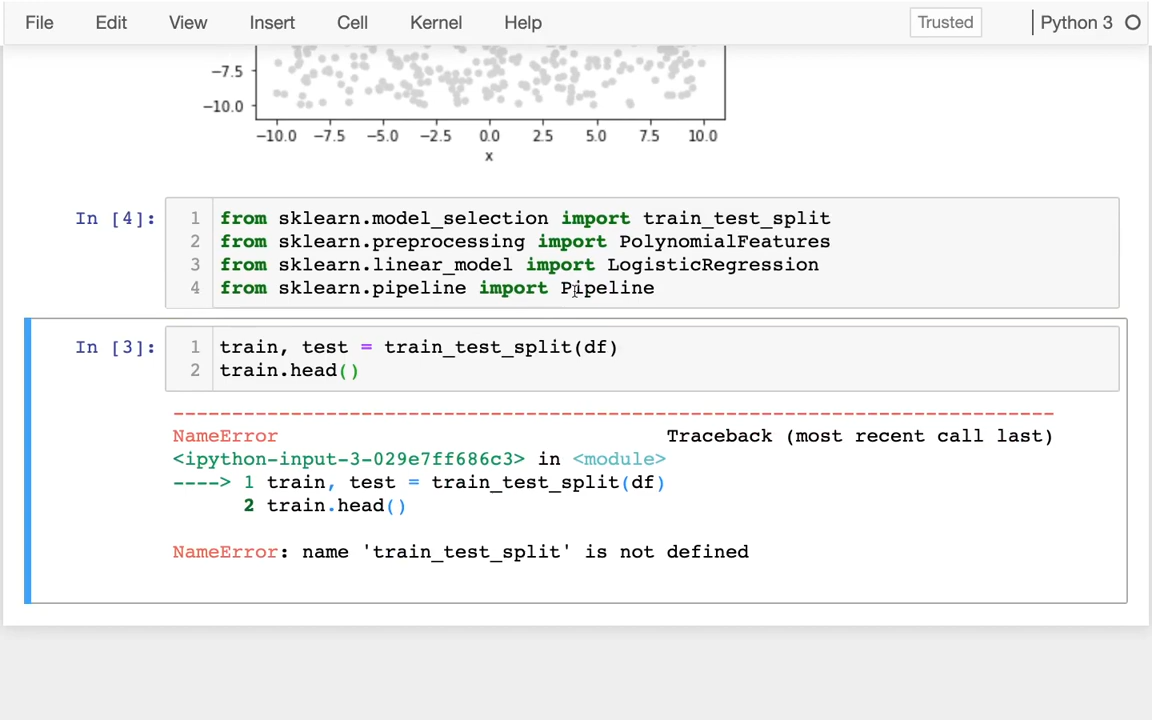 File Edit View Insert Cell Kernel Help Trusted Python 3
−7.5
−10.0
−10.0 −7.5 −5.0 −2.5 0.0 2.5 5.0 7.5 10.0
x
In [4]:
1 from sklearn.model_selection import train_test_split
2 from sklearn.preprocessing import PolynomialFeatures
3 from sklearn.linear_model import LogisticRegression
4 from sklearn.pipeline import Pipeline
In [3]:
1 train, test = train_test_split(df)
2 train.head()
---------------------------------------------------------------------------
NameError Traceback (most recent call last)
<ipython-input-3-029e7ff686c3> in <module>
----> 1 train, test = train_test_split(df)
2 train.head()
NameError: name 'train_test_split' is not defined